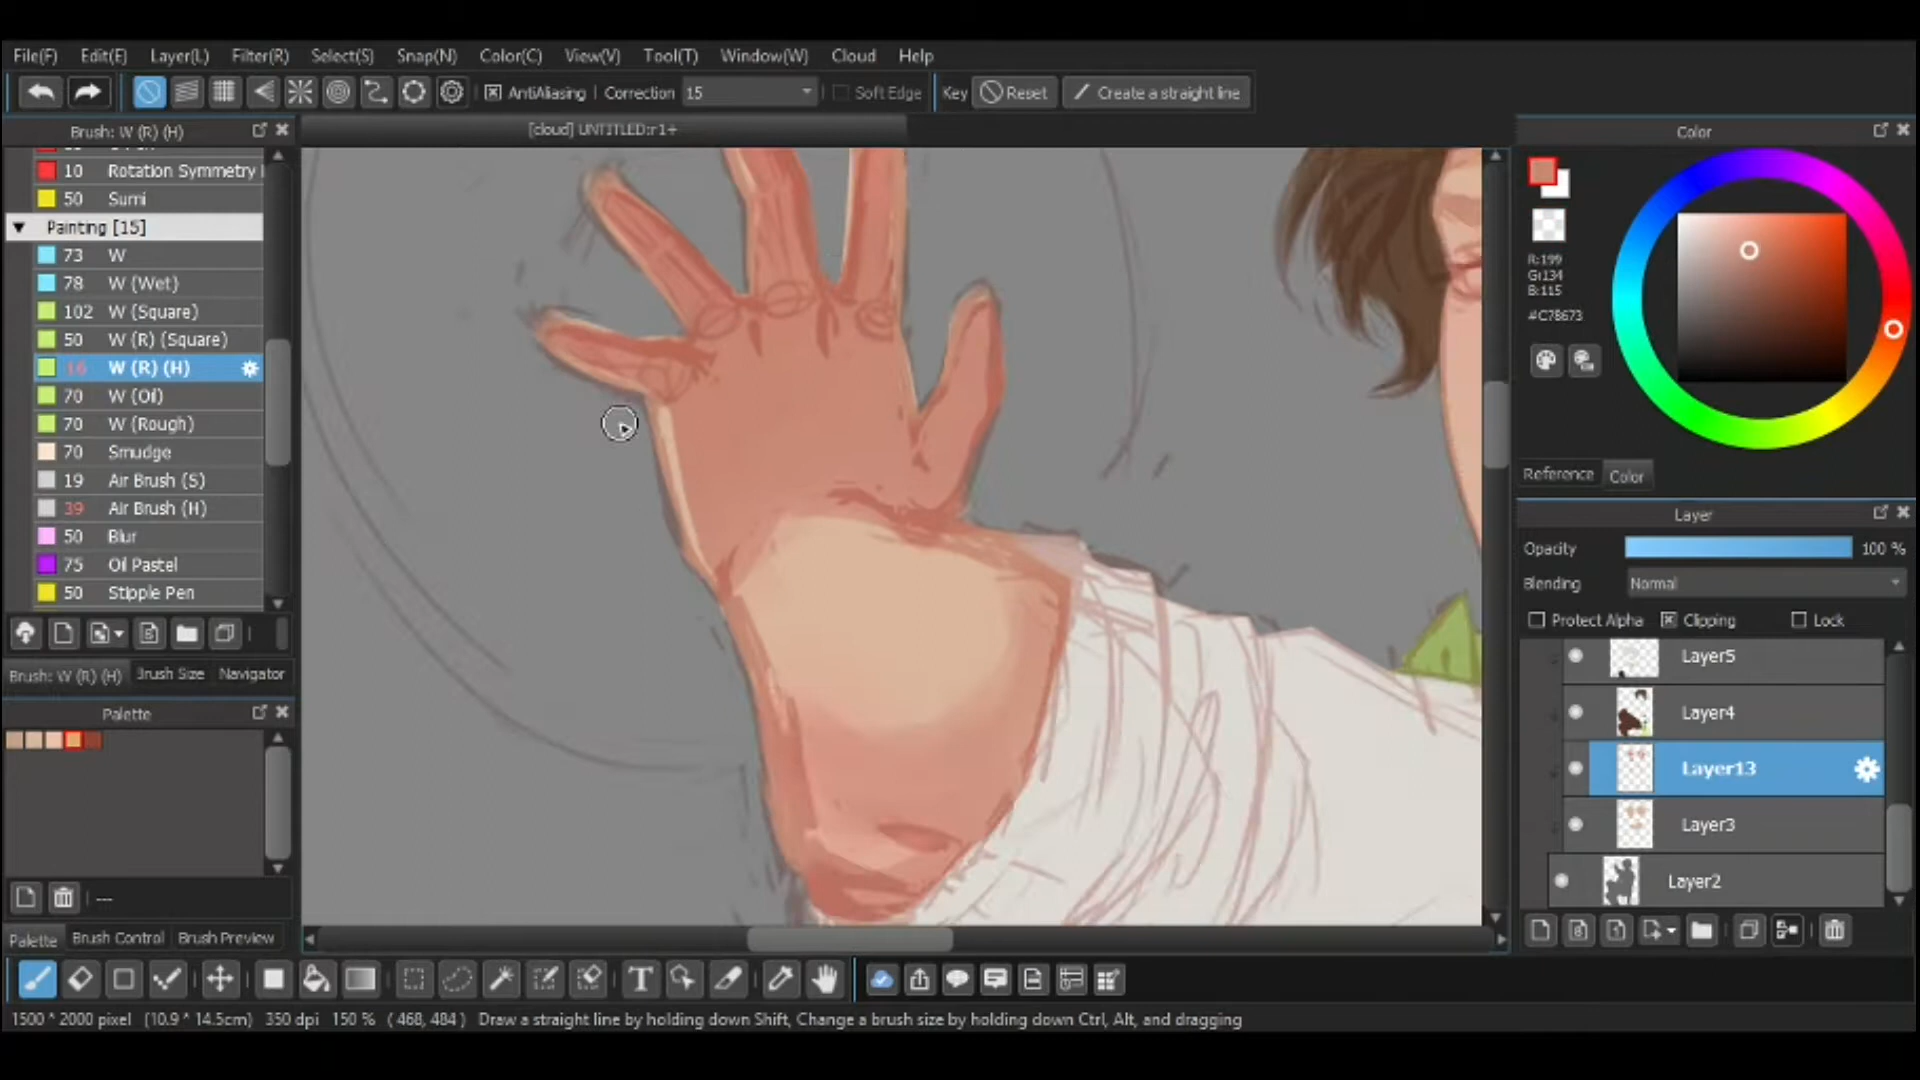 File(F) Edit(E) Layer(L) Filter(R) Select(S) Snap(N) Color(C) View(V) Tool(T) Window(W) Cloud Help
AntiAliasing Correction 15 Soft Edge Key Reset Create a straight line
Brush: W (R) (H)
[cloud] UNTITLED:r1+
Color
10 Rotation Symmetry
50 Sumi
Painting [15]
73 W
78 W (Wet)
102 W (Square)
50 W (R) (Square)
16 W (R) (H)
70 W (Oil)
70 W (Rough)
70 Smudge
19 Air Brush (S)
39 Air Brush (H)
50 Blur
75 Oil Pastel
50 Stipple Pen
Brush: W (R) (H) Brush Size Navigator
Palette
---
Palette Brush Control Brush Preview
R:199
G:134
B:115
#C78673
Reference Color
Layer
Opacity 100 %
Blending Normal
Protect Alpha Clipping Lock
Layer5
Layer4
Layer13
Layer3
Layer2
T
1500 * 2000 pixel (10.9 * 14.5cm) 350 dpi 150 % ( 468, 484 ) Draw a straight line by holding down Shift, Change a brush size by holding down Ctrl, Alt, and dragging